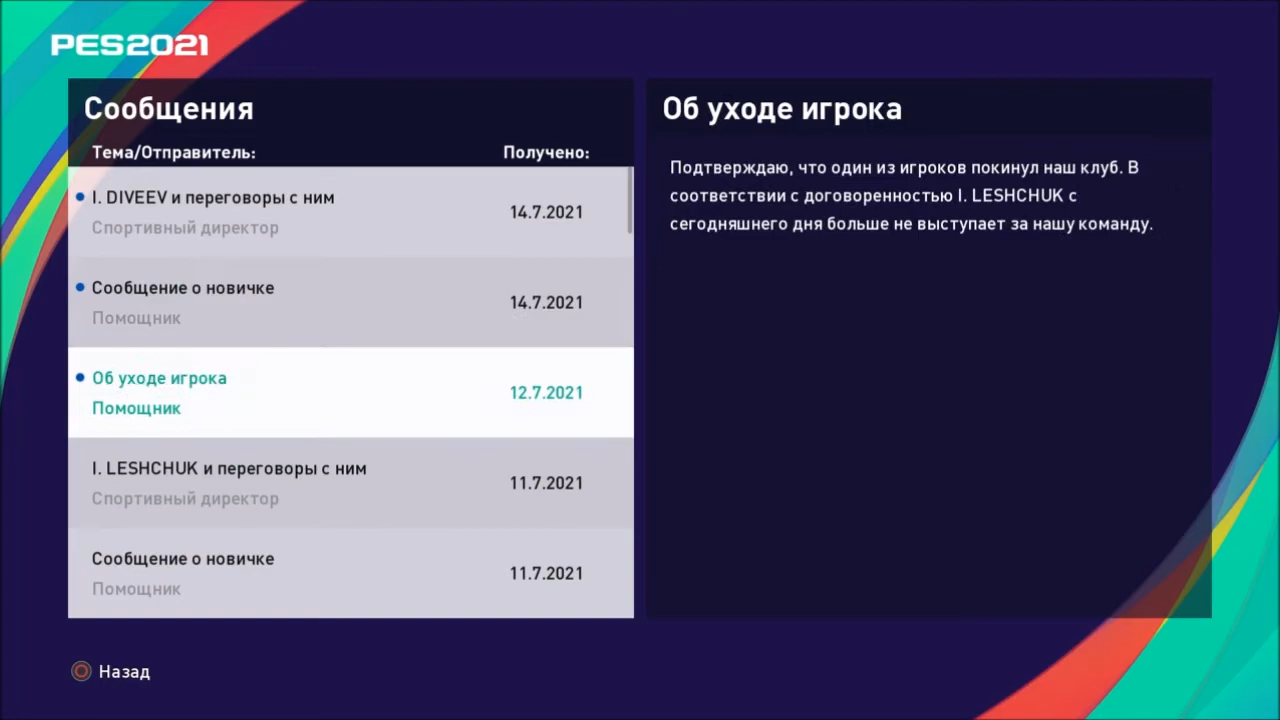 PES2021
Сообщения
Тема/Отправитель: Получено:
I. DIVEEV и переговоры с ним
Спортивный директор
14.7.2021
Сообщение о новичке
Помощник
14.7.2021
Об уходе игрока
Помощник
12.7.2021
I. LESHCHUK и переговоры с ним
Спортивный директор
11.7.2021
Сообщение о новичке
Помощник
11.7.2021
Об уходе игрока
Подтверждаю, что один из игроков покинул наш клуб. В
соответствии с договоренностью I. LESHCHUK с
сегодняшнего дня больше не выступает за нашу команду.
Назад